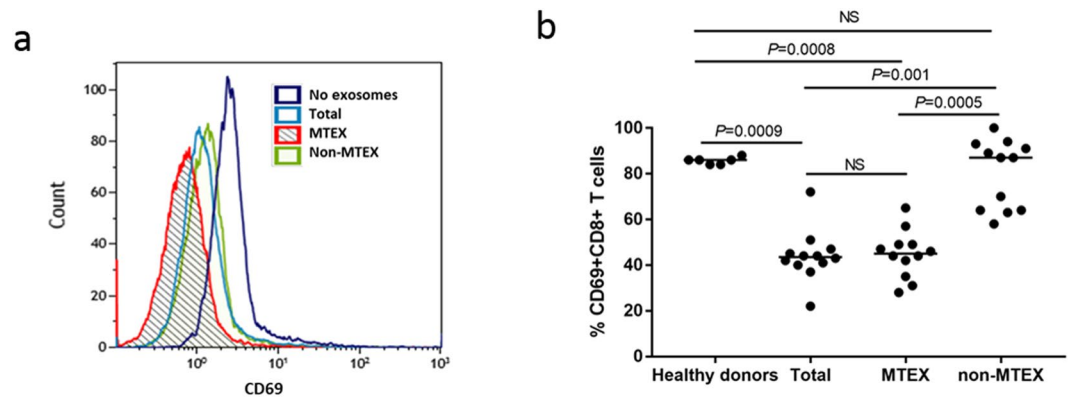 a
120
100
80
60
40
20
0
Count
No exosomes
Total
MTEX
Non-MTEX
10⁰
10¹
10²
10³
CD69
b
NS
P=0.0008
P=0.001
P=0.0005
P=0.0009
NS
100
80
60
40
20
0
% CD69+CD8+ T cells
Healthy donors Total MTEX non-MTEX